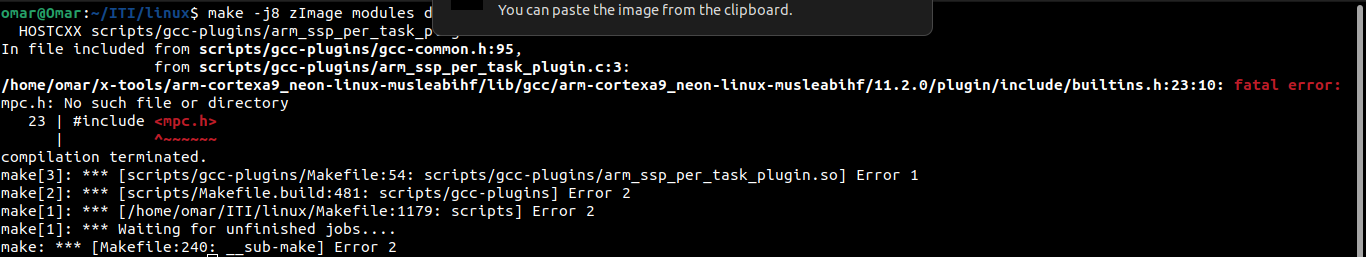 omar@Omar:~/ITI/linux$ make -j8 zImage modules d
You can paste the image from the clipboard.
  HOSTCXX scripts/gcc-plugins/arm_ssp_per_task_plugin
In file included from scripts/gcc-plugins/gcc-common.h:95,
                 from scripts/gcc-plugins/arm_ssp_per_task_plugin.c:3:
/home/omar/x-tools/arm-cortexa9_neon-linux-musleabihf/lib/gcc/arm-cortexa9_neon-linux-musleabihf/11.2.0/plugin/include/builtins.h:23:10: fatal error:
mpc.h: No such file or directory
   23 | #include <mpc.h>
      |          ^~~~~~~
compilation terminated.
make[3]: *** [scripts/gcc-plugins/Makefile:54: scripts/gcc-plugins/arm_ssp_per_task_plugin.so] Error 1
make[2]: *** [scripts/Makefile.build:481: scripts/gcc-plugins] Error 2
make[1]: *** [/home/omar/ITI/linux/Makefile:1179: scripts] Error 2
make[1]: *** Waiting for unfinished jobs....
make: *** [Makefile:240: __sub-make] Error 2